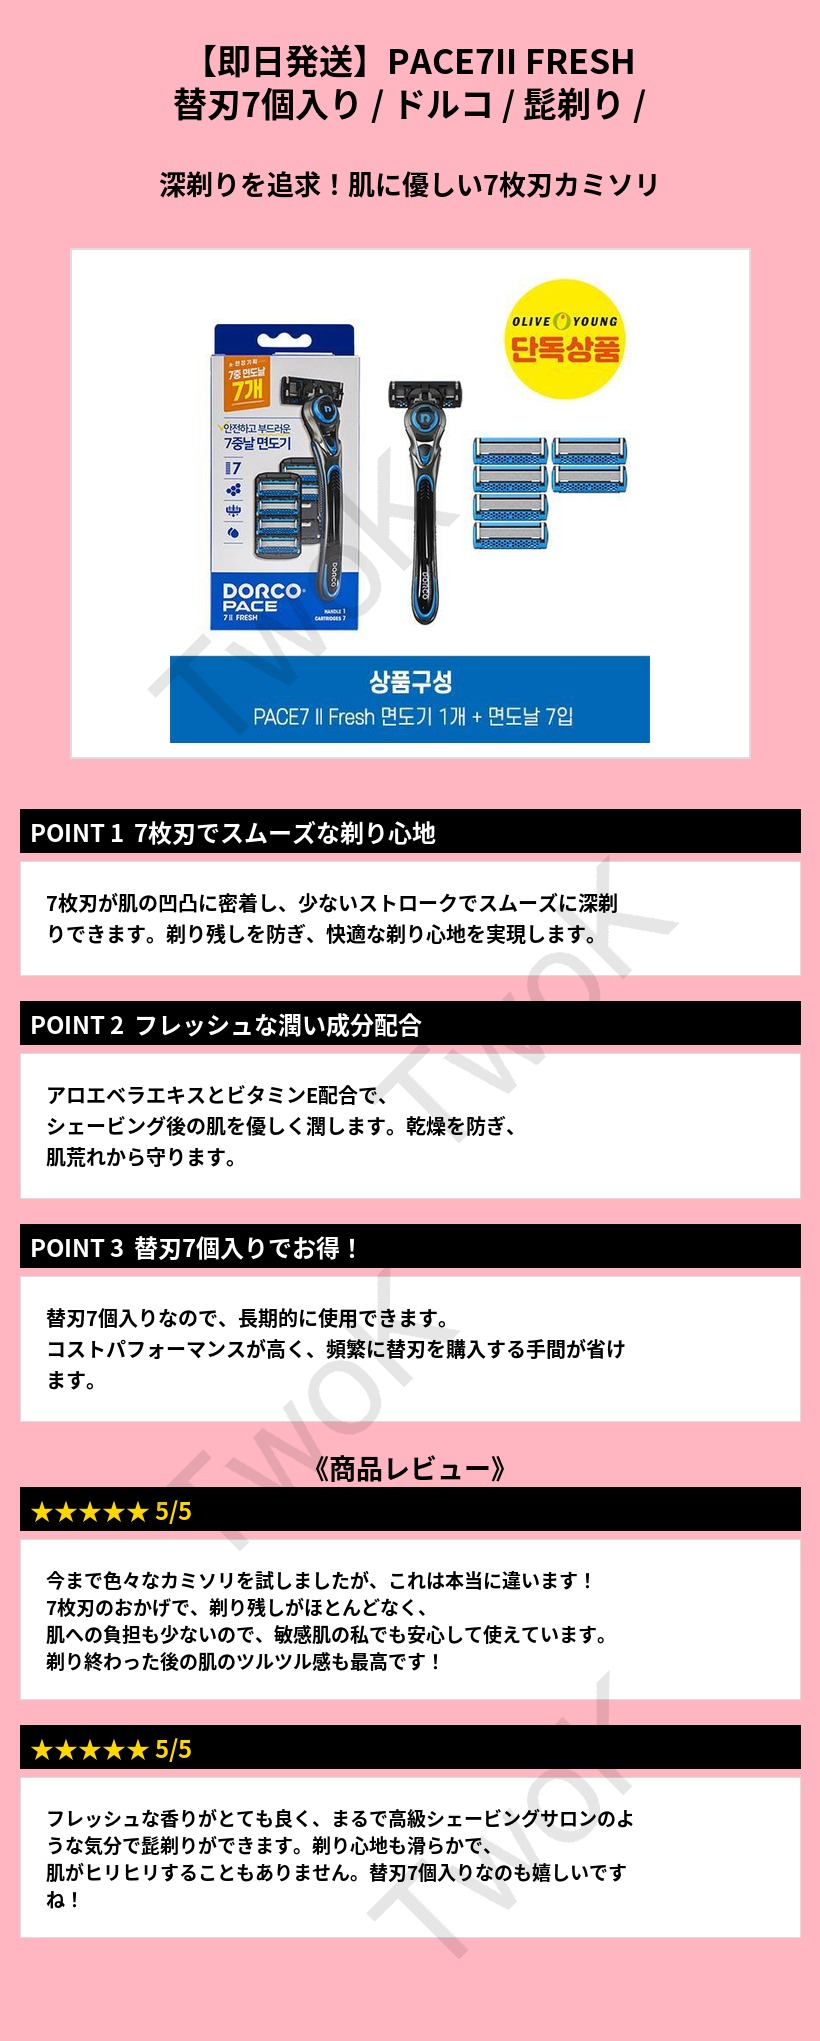 【即日発送】PACE7II FRESH
替刃7個入り / ドルコ / 髭剃り /
深剃りを追求！肌に優しい7枚刃カミソリ
OLIVE YOUNG
단독상품
한정기획
7중 면도날
7개
안전하고 부드러운
7중날 면도기
7
DORCO
PACE
7 II FRESH
HANDLE 1
CARTRIDGES 7
DORCO
DORCO
상품구성
PACE7 II Fresh 면도기 1개 + 면도날 7입
POINT 1 7枚刃でスムーズな剃り心地
7枚刃が肌の凹凸に密着し、少ないストロークでスムーズに深剃
りできます。剃り残しを防ぎ、快適な剃り心地を実現します。
POINT 2 フレッシュな潤い成分配合
アロエベラエキスとビタミンE配合で、
シェービング後の肌を優しく潤します。乾燥を防ぎ、
肌荒れから守ります。
POINT 3 替刃7個入りでお得！
替刃7個入りなので、長期的に使用できます。
コストパフォーマンスが高く、頻繁に替刃を購入する手間が省け
ます。
《商品レビュー》
★★★★★ 5/5
今まで色々なカミソリを試しましたが、これは本当に違います！
7枚刃のおかげで、剃り残しがほとんどなく、
肌への負担も少ないので、敏感肌の私でも安心して使えています。
剃り終わった後の肌のツルツル感も最高です！
★★★★★ 5/5
フレッシュな香りがとても良く、まるで高級シェービングサロンのよ
うな気分で髭剃りができます。剃り心地も滑らかで、
肌がヒリヒリすることもありません。替刃7個入りなのも嬉しいです
ね！
TwoK
TwoK
TwoK
TwoK